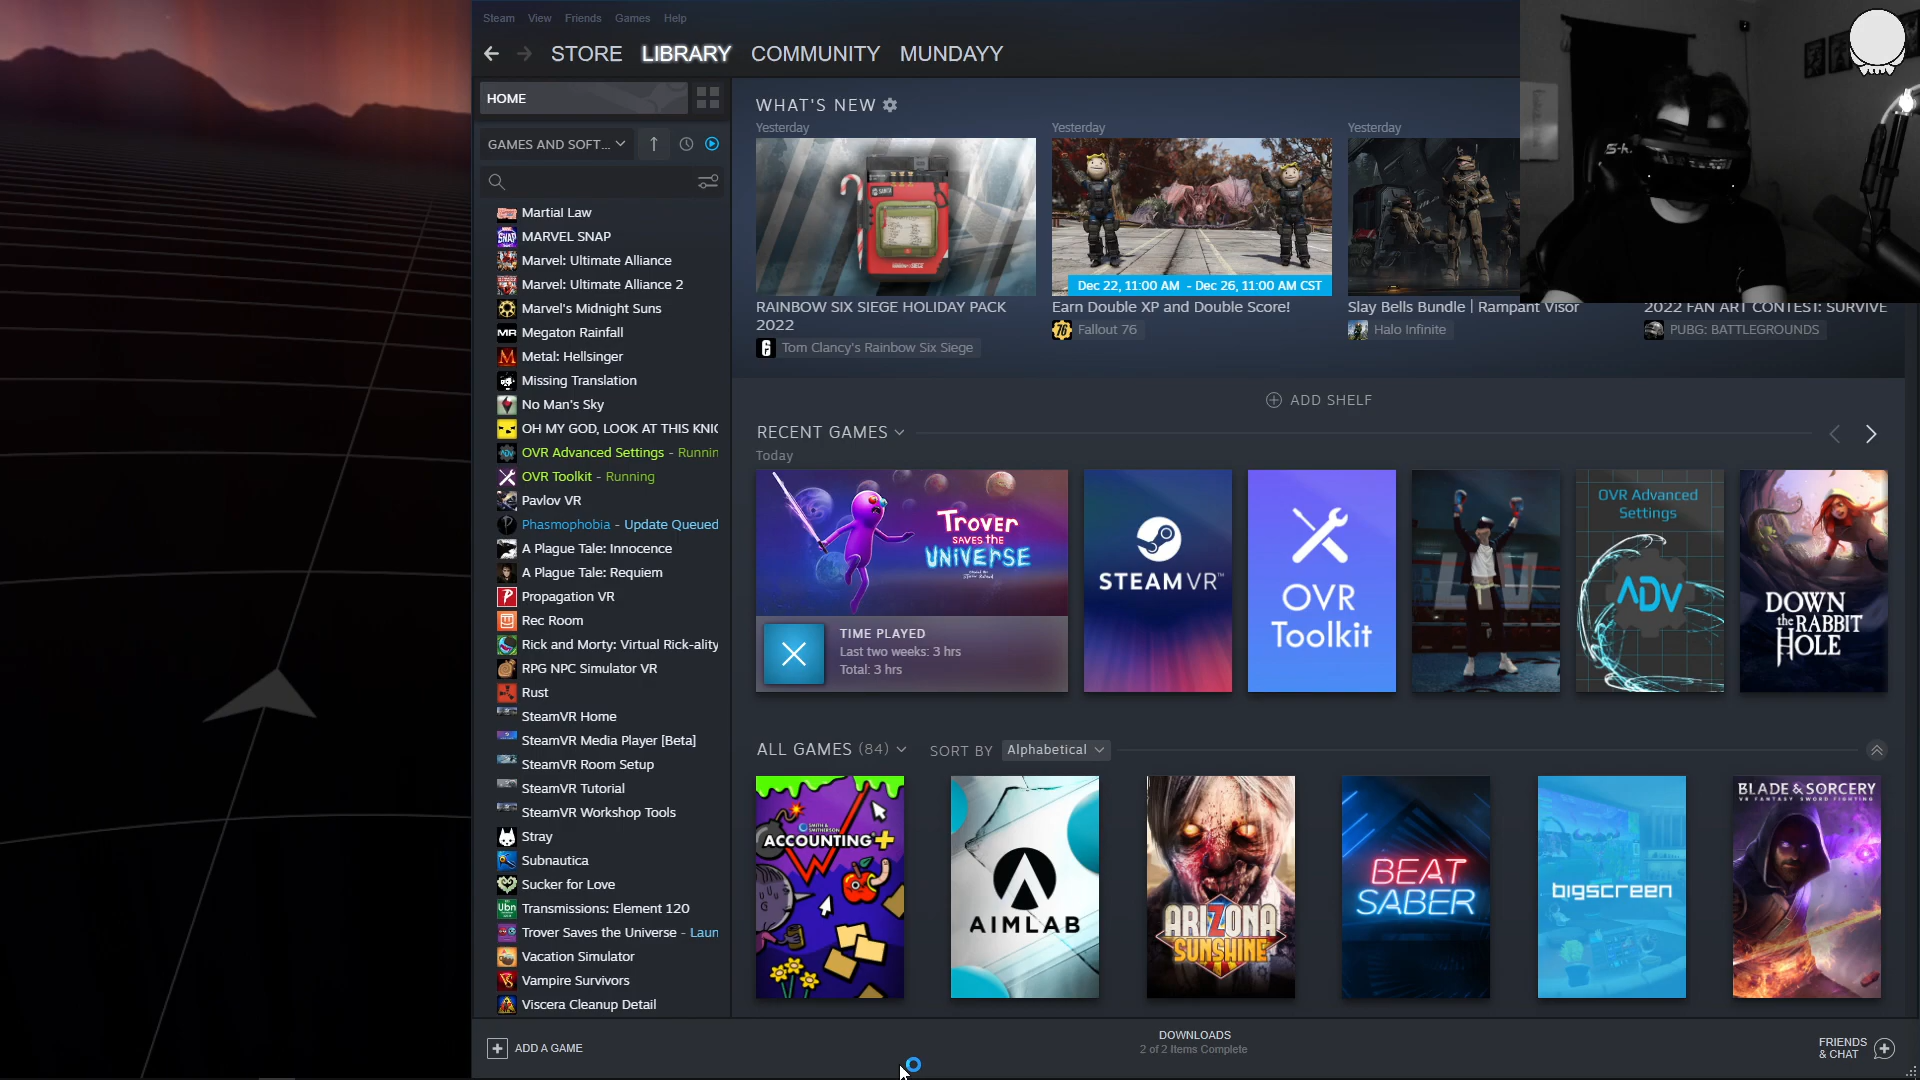 Steam View Friends Games Help
STORE LIBRARY COMMUNITY MUNDAYY
HOME
GAMES AND SOFT...
Martial Law
MARVEL SNAP
Marvel: Ultimate Alliance
Marvel: Ultimate Alliance 2
Marvel's Midnight Suns
Megaton Rainfall
Metal: Hellsinger
Missing Translation
No Man's Sky
OH MY GOD, LOOK AT THIS KNIG
OVR Advanced Settings - Runnin
OVR Toolkit - Running
Pavlov VR
Phasmophobia - Update Queued
A Plague Tale: Innocence
A Plague Tale: Requiem
Propagation VR
Rec Room
Rick and Morty: Virtual Rick-ality
RPG NPC Simulator VR
Rust
SteamVR Home
SteamVR Media Player [Beta]
SteamVR Room Setup
SteamVR Tutorial
SteamVR Workshop Tools
Stray
Subnautica
Sucker for Love
Transmissions: Element 120
Trover Saves the Universe - Laun
Vacation Simulator
Vampire Survivors
Viscera Cleanup Detail
ADD A GAME
WHAT'S NEW
Yesterday
RAINBOW SIX SIEGE HOLIDAY PACK
2022
Tom Clancy's Rainbow Six Siege
Yesterday
Dec 22, 11:00 AM - Dec 26, 11:00 AM CST
Earn Double XP and Double Score!
76 Fallout 76
Yesterday
Slay Bells Bundle | Rampant Visor
Halo Infinite
2022 FAN ART CONTEST: SURVIVE
PUBG: BATTLEGROUNDS
ADD SHELF
RECENT GAMES
Today
Trover
SAVES THE
UNIVERSE
TIME PLAYED
Last two weeks: 3 hrs
Total: 3 hrs
STEAMVR™
OVR
Toolkit
LIV
OVR Advanced
Settings
ADV
DOWN
the RABBIT
HOLE
ALL GAMES (84) SORT BY Alphabetical
SMITH &
SMITHERSON
ACCOUNTING+
AIMLAB
ARIZONA
SUNSHINE
BEAT
SABER
bigscreen
BLADE & SORCERY
VR FANTASY SWORD FIGHTING
DOWNLOADS
2 of 2 Items Complete
FRIENDS
& CHAT